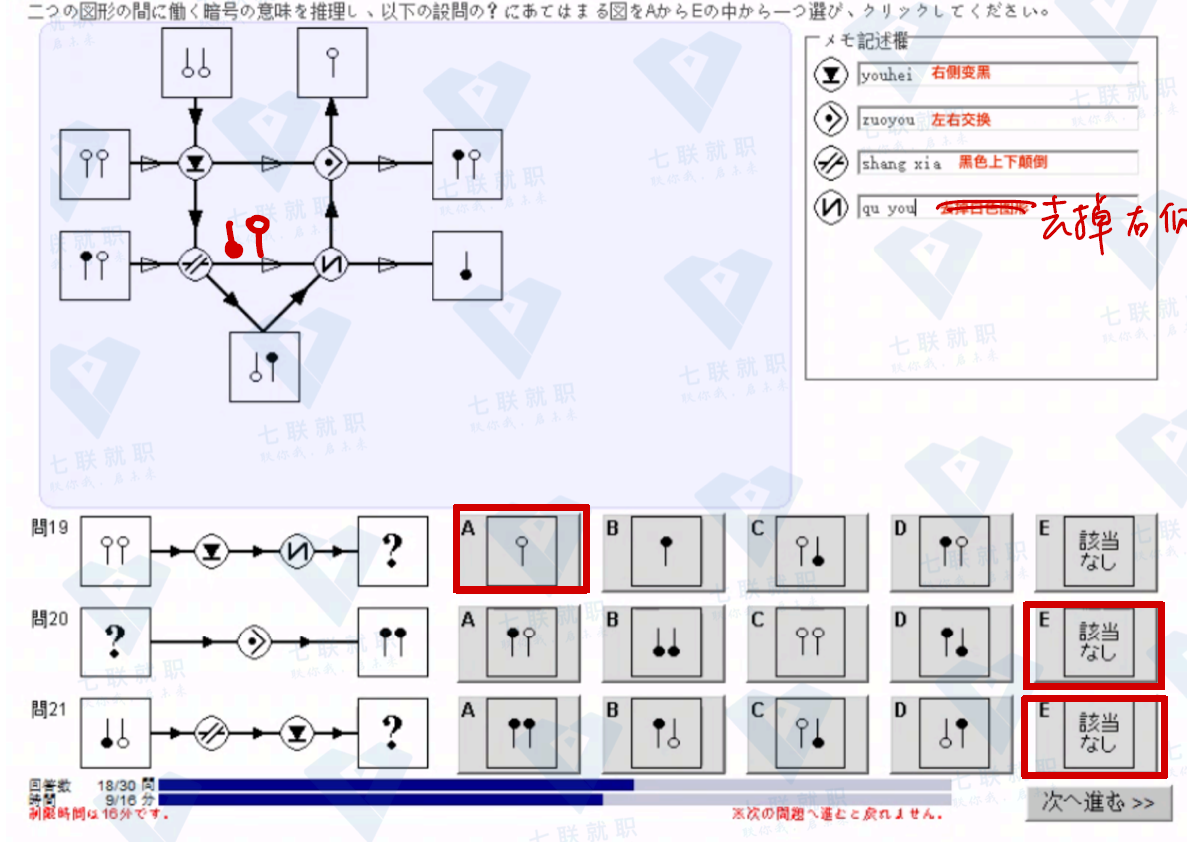 二つの図形の間に働く暗号の意味を推理し、以下の設問の？にあてはまる図をAからEの中から一つ選び、クリックしてください。
メモ記述欄
youhei 右侧变黑
zuoyou 左右交换
shang xia 黑色上下颠倒
qu you 去掉右
問19 ? A B C D E 該当なし
問20 ? A B C D E 該当なし
問21 ? A B C D E 該当なし
回答数 18/30 問
時間 9/16 分
制限時間は16分です。
※次の問題へ進むと戻れません。
次へ進む >>
七联就职